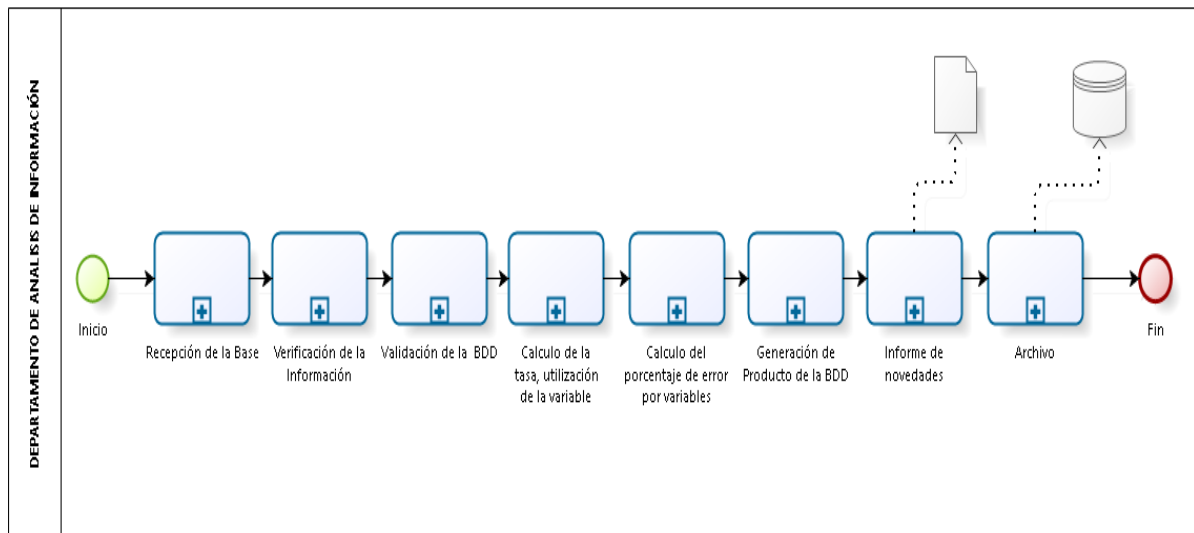 DEPARTAMENTO DE ANALISIS DE INFORMACIÓN
Inicio
Recepción de la Base
Verificación de la
Información
Validación de la BDD
Calculo de la
tasa, utilización
de la variable
Calculo del
porcentaje de error
por variables
Generación de
Producto de la BDD
Informe de
novedades
Archivo
Fin